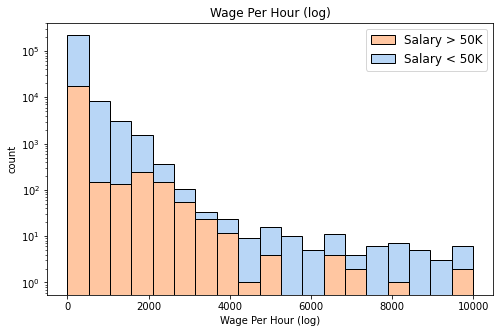 Wage Per Hour (log)
Salary > 50K
Salary < 50K
10⁵
10⁴
10³
10²
10¹
10⁰
count
0 2000 4000 6000 8000 10000
Wage Per Hour (log)